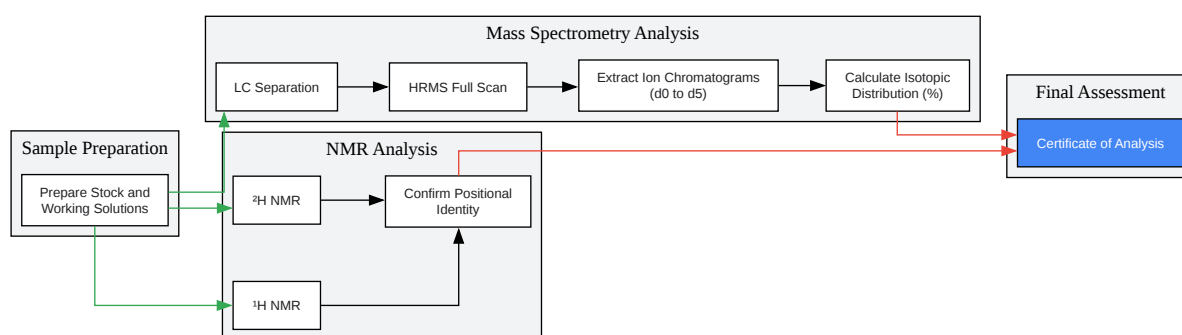 Mass Spectrometry Analysis
LC Separation
HRMS Full Scan
Extract Ion Chromatograms
(d0 to d5)
Calculate Isotopic
Distribution (%)
Final Assessment
Certificate of Analysis
Sample Preparation
Prepare Stock and
Working Solutions
NMR Analysis
²H NMR
Confirm Positional
Identity
¹H NMR